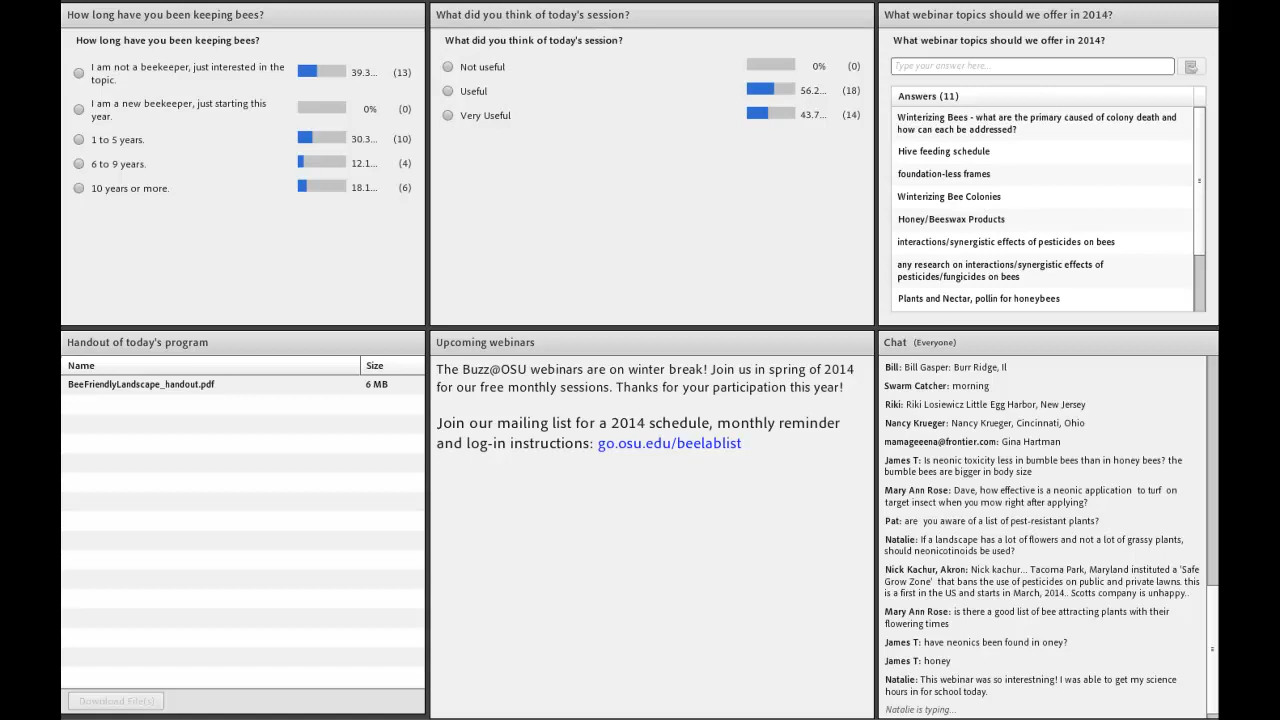 How long have you been keeping bees?
How long have you been keeping bees?
I am not a beekeeper, just interested in the
topic.
39.3... (13)
I am a new beekeeper, just starting this
year.
0% (0)
1 to 5 years. 30.3... (10)
6 to 9 years. 12.1... (4)
10 years or more. 18.1... (6)
What did you think of today's session?
What did you think of today's session?
Not useful 0% (0)
Useful 56.2... (18)
Very Useful 43.7... (14)
What webinar topics should we offer in 2014?
What webinar topics should we offer in 2014?
Type your answer here...
Answers (11)
Winterizing Bees - what are the primary caused of colony death and
how can each be addressed?
Hive feeding schedule
foundation-less frames
Winterizing Bee Colonies
Honey/Beeswax Products
interactions/synergistic effects of pesticides on bees
any research on interactions/synergistic effects of
pesticides/fungicides on bees
Plants and Nectar, pollin for honeybees
Handout of today's program
Name Size
BeeFriendlyLandscape_handout.pdf 6 MB
Download File(s)
Upcoming webinars
The Buzz@OSU webinars are on winter break! Join us in spring of 2014
for our free monthly sessions. Thanks for your participation this year!
Join our mailing list for a 2014 schedule, monthly reminder
and log-in instructions: go.osu.edu/beelablist
Chat (Everyone)
Bill: Bill Gasper: Burr Ridge, Il
Swarm Catcher: morning
Riki: Riki Losiewicz Little Egg Harbor, New Jersey
Nancy Krueger: Nancy Krueger, Cincinnati, Ohio
mamageeena@frontier.com: Gina Hartman
James T: Is neonic toxicity less in bumble bees than in honey bees? the
bumble bees are bigger in body size
Mary Ann Rose: Dave, how effective is a neonic application to turf on
target insect when you mow right after applying?
Pat: are you aware of a list of pest-resistant plants?
Natalie: If a landscape has a lot of flowers and not a lot of grassy plants,
should neonicotinoids be used?
Nick Kachur, Akron: Nick kachur... Tacoma Park, Maryland instituted a 'Safe
Grow Zone' that bans the use of pesticides on public and private lawns. this
is a first in the US and starts in March, 2014.. Scotts company is unhappy..
Mary Ann Rose: is there a good list of bee attracting plants with their
flowering times
James T: have neonics been found in oney?
James T: honey
Natalie: This webinar was so interestning! I was able to get my science
hours in for school today.
Natalie is typing...